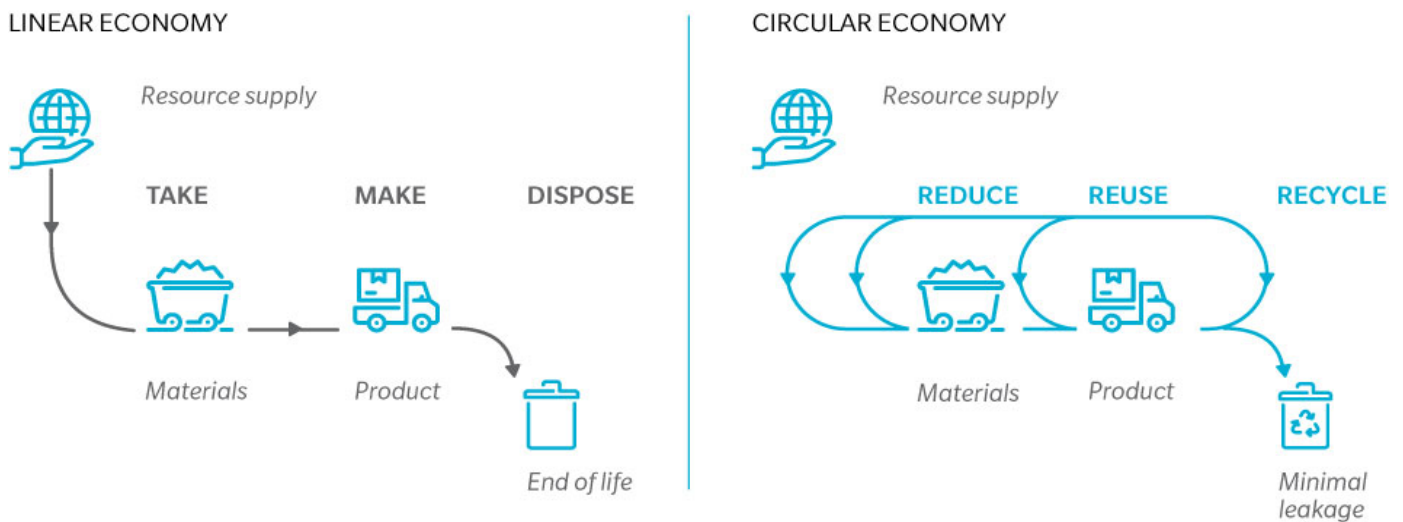 LINEAR ECONOMY
Resource supply
TAKE
MAKE
DISPOSE
Materials
Product
End of life
CIRCULAR ECONOMY
Resource supply
REDUCE
REUSE
RECYCLE
Materials
Product
Minimal
leakage